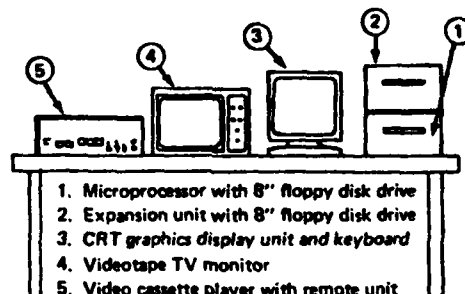 1
2
3
4
5
1. Microprocessor with 8" floppy disk drive
2. Expansion unit with 8" floppy disk drive
3. CRT graphics display unit and keyboard
4. Videotape TV monitor
5. Video cassette player with remote unit